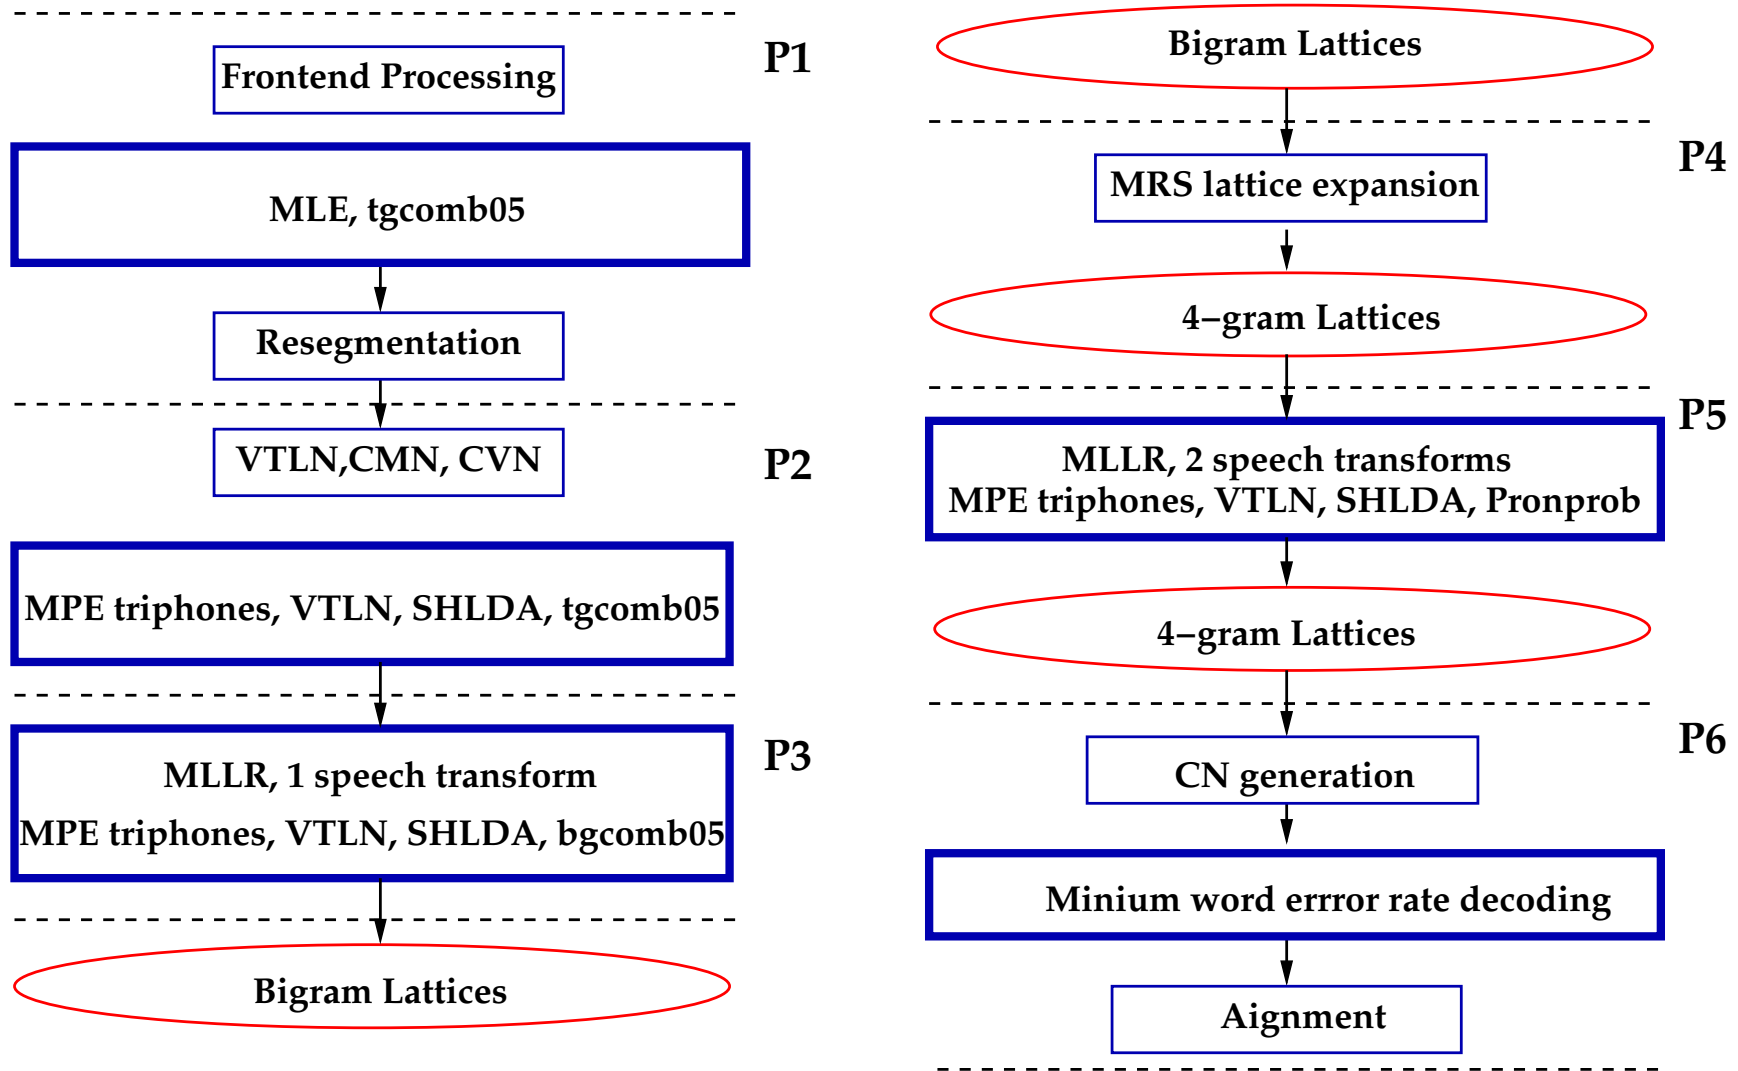 P1
Frontend Processing
MLE, tgcomb05
Resegmentation
P2
VTLN,CMN, CVN
MPE triphones, VTLN, SHLDA, tgcomb05
P3
MLLR, 1 speech transform
MPE triphones, VTLN, SHLDA, bgcomb05
Bigram Lattices
Bigram Lattices
P4
MRS lattice expansion
4−gram Lattices
P5
MLLR, 2 speech transforms
MPE triphones, VTLN, SHLDA, Pronprob
4−gram Lattices
P6
CN generation
Minium word errror rate decoding
Aignment